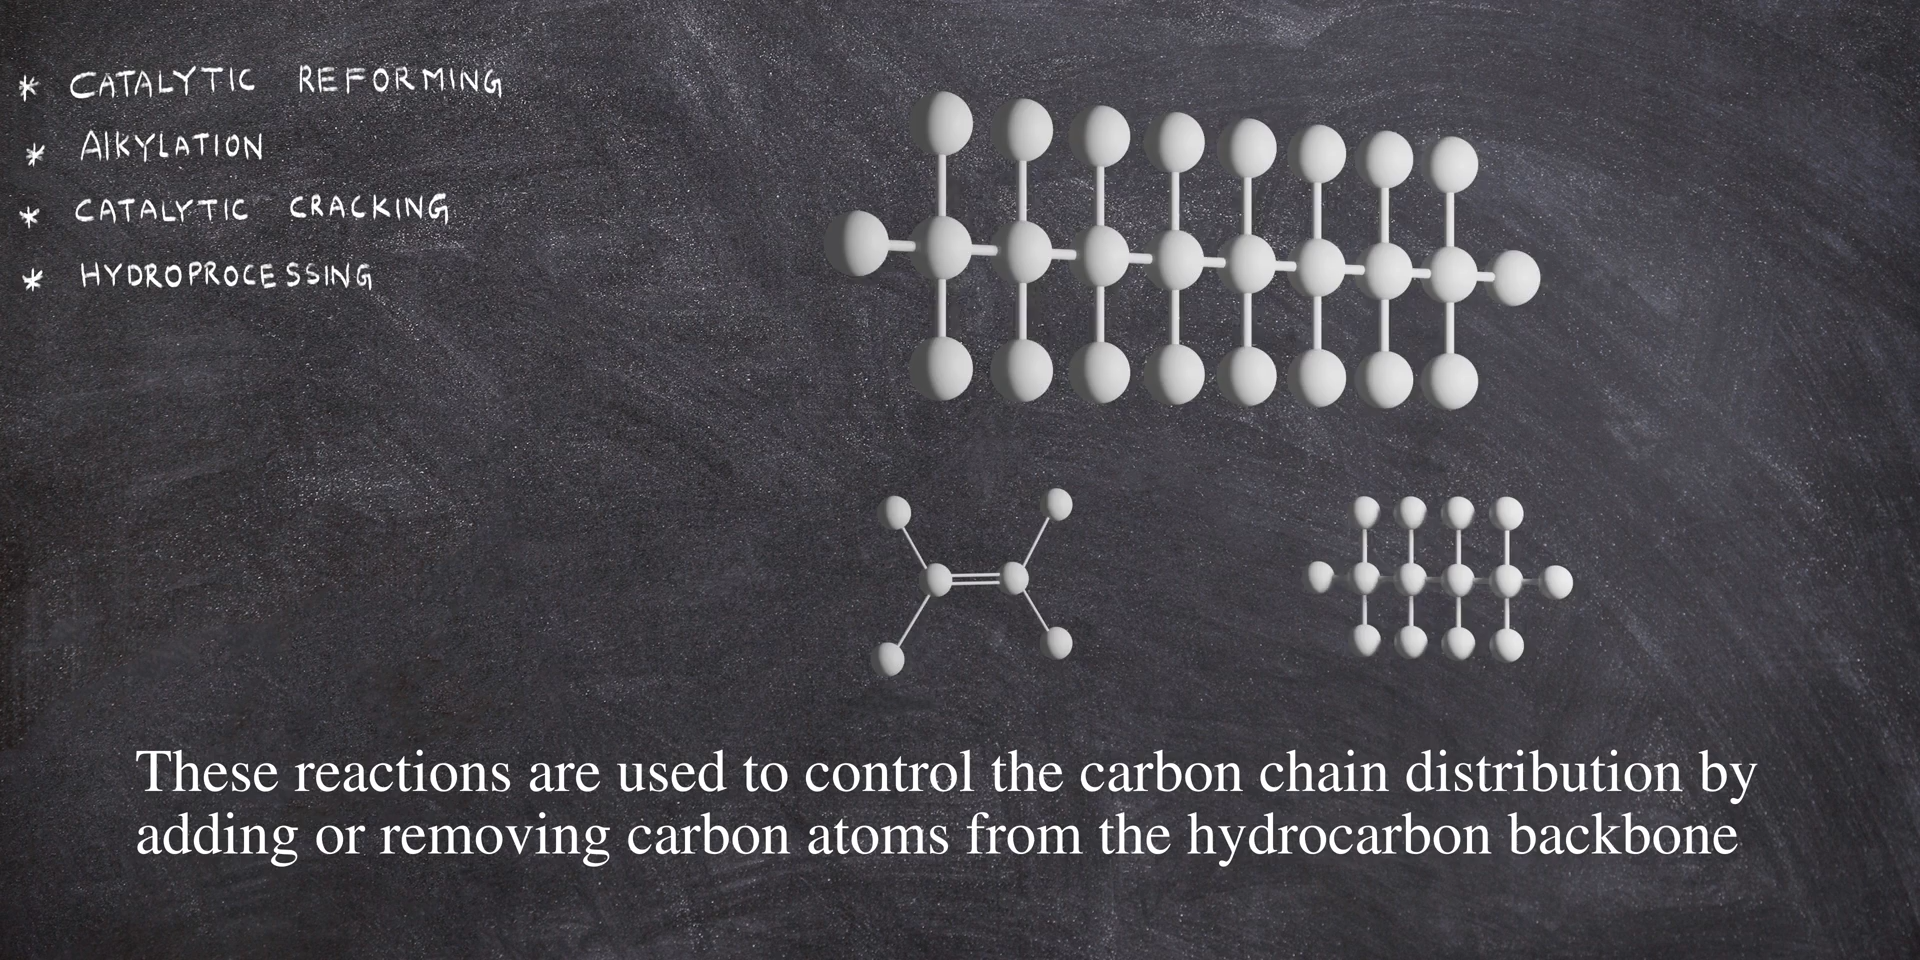 * CATALYTIC REFORMING
* AlKYLATION
* CATALYTIC CRACKING
* HYDROPROCESSING
These reactions are used to control the carbon chain distribution by
adding or removing carbon atoms from the hydrocarbon backbone